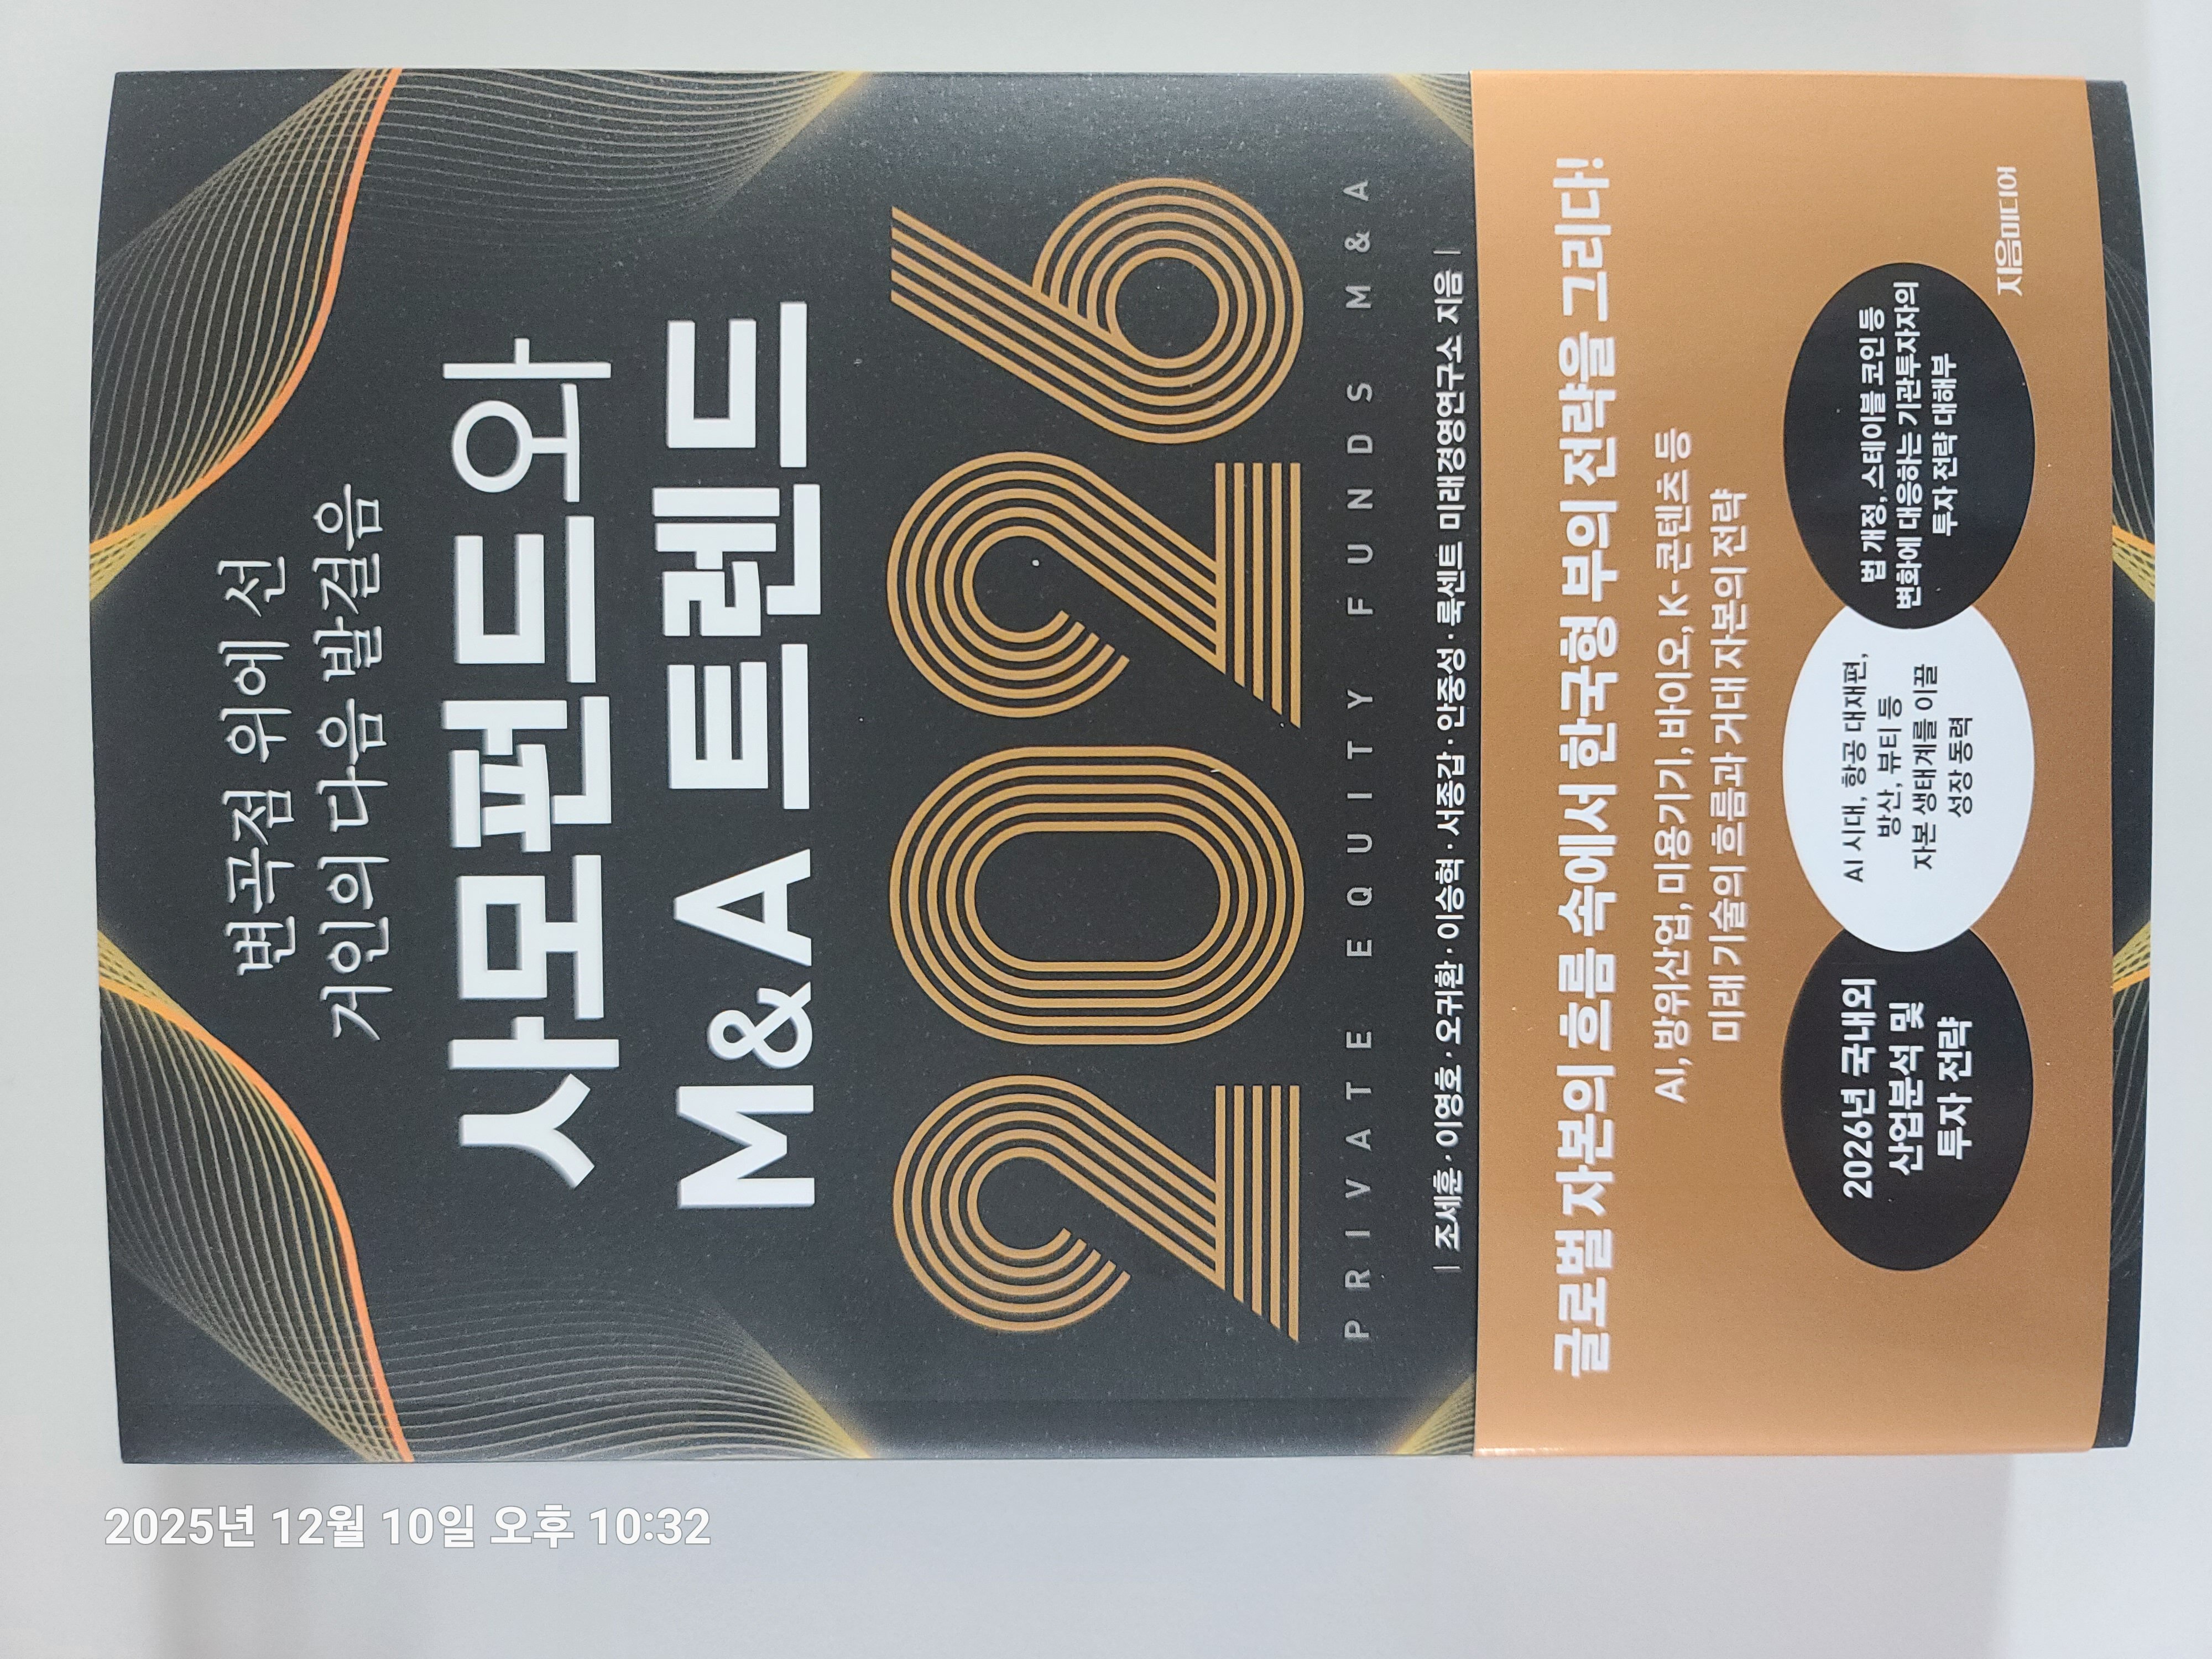 변곡점 위에 선
거인의 다음 발걸음
사모펀드와
M&A 트렌드
2026
PRIVATE EQUITY FUNDS M&A
| 조세훈·이영호·오귀환·이승혁·서종갑·안중성·룩센트 미래경영연구소 지음 |
글로벌 자본의 흐름 속에서 한국형 부의 전략을 그리다!
AI, 방위산업, 미용기기, 바이오, K-콘텐츠 등
미래 기술의 흐름과 거대 자본의 전략
2026년 국내외
산업분석 및
투자 전략
AI 시대, 항공 대재편,
방산, 뷰티 등
자본 생태계를 이끌
성장 동력
법 개정, 스테이블 코인 등
변화에 대응하는 기관투자자의
투자 전략 대해부
지음미디어
2025년 12월 10일 오후 10:32